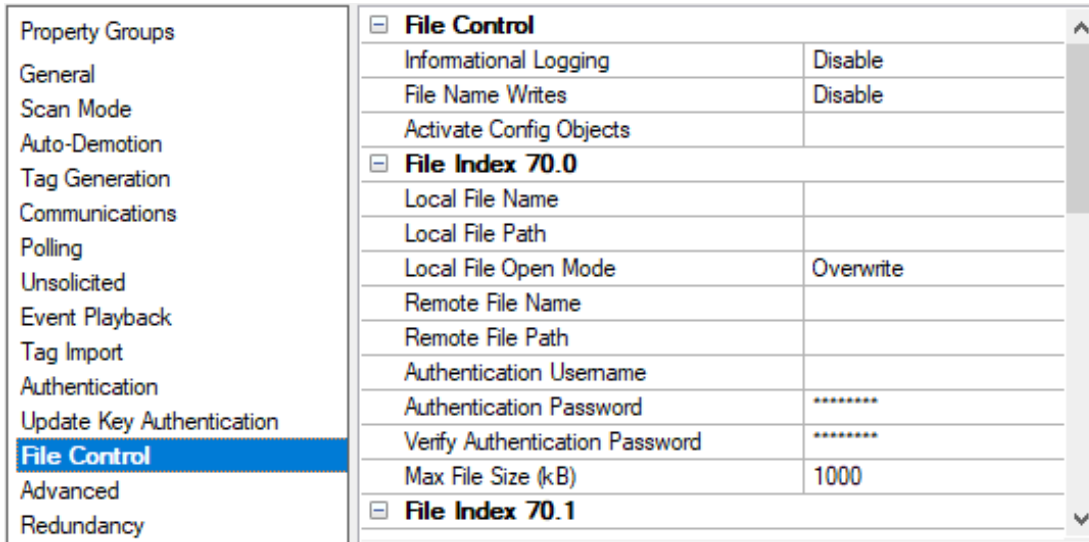 Property Groups
General
Scan Mode
Auto-Demotion
Tag Generation
Communications
Polling
Unsolicited
Event Playback
Tag Import
Authentication
Update Key Authentication
File Control
Advanced
Redundancy
File Control
Informational Logging Disable
File Name Writes Disable
Activate Config Objects
File Index 70.0
Local File Name
Local File Path
Local File Open Mode Overwrite
Remote File Name
Remote File Path
Authentication Username
Authentication Password ********
Verify Authentication Password ********
Max File Size (kB) 1000
File Index 70.1